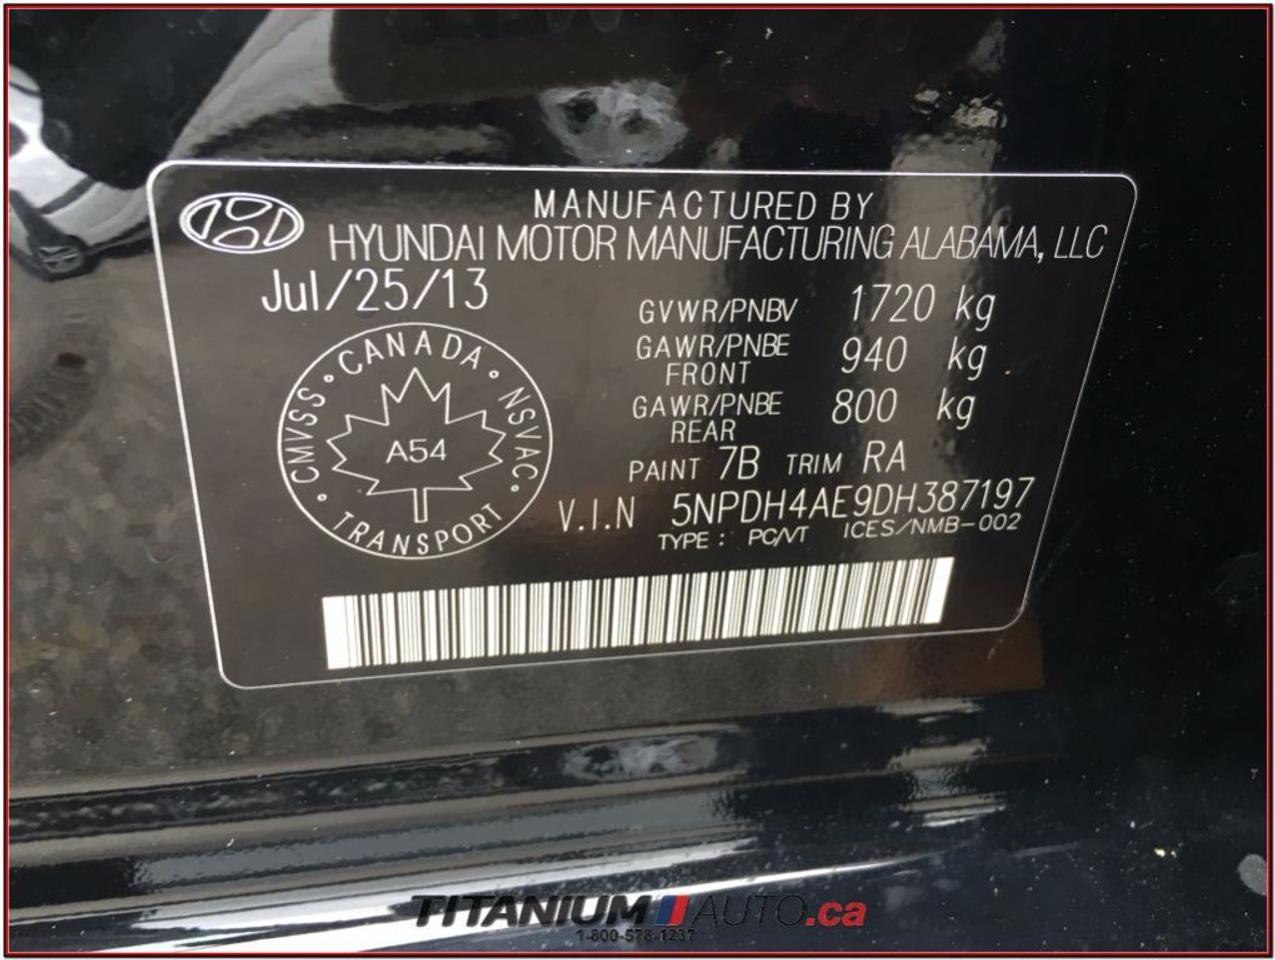 MANUFACTURED BY
HYUNDAI MOTOR MANUFACTURING ALABAMA, LLC
Jul/25/13
GVWR/PNBV 1720 kg
GAWR/PNBE FRONT 940 kg
GAWR/PNBE REAR 800 kg
PAINT 7B TRIM RA
V.I.N 5NPDH4AE9DH387197
TYPE : PC/VT ICES/NMB-002
CANADA · NSVAC · TRANSPORT · CMVSS ·
A54
TITANIUM AUTO.ca
1-800-578-1237